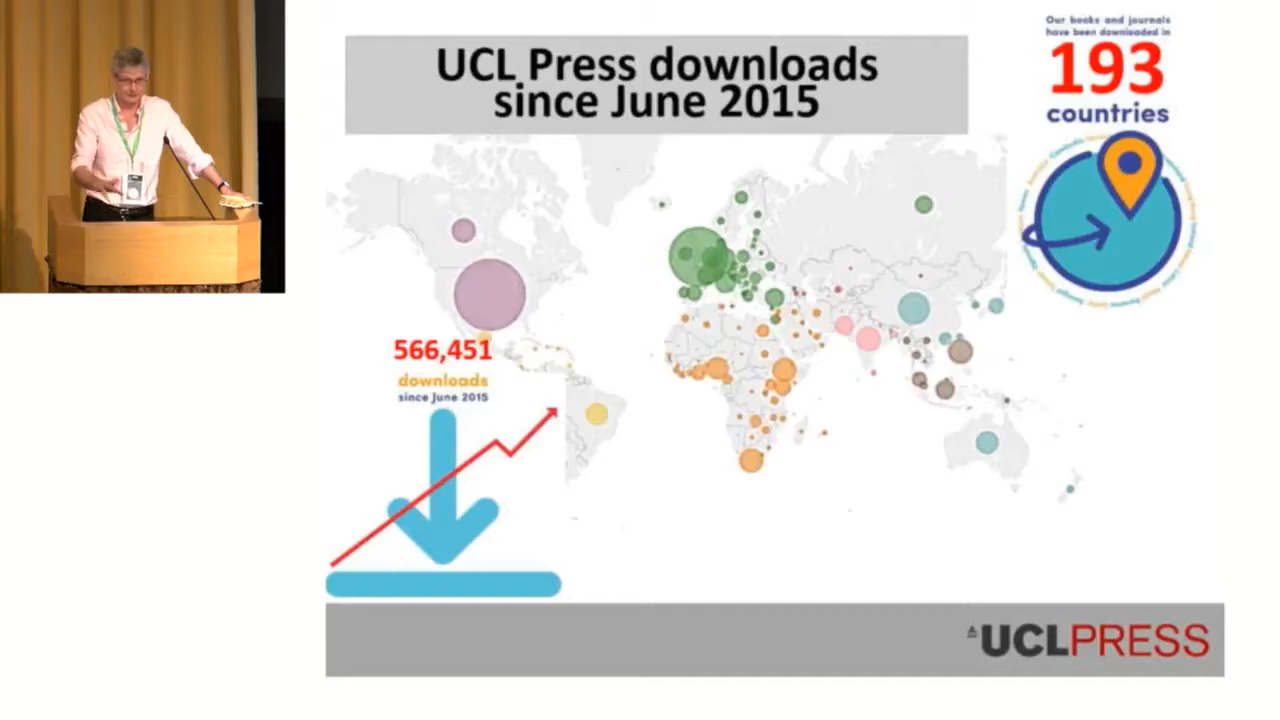 UCL Press downloads
since June 2015
Our books and journals
have been downloaded in
193
countries
566,451
downloads
since June 2015
UCLPRESS